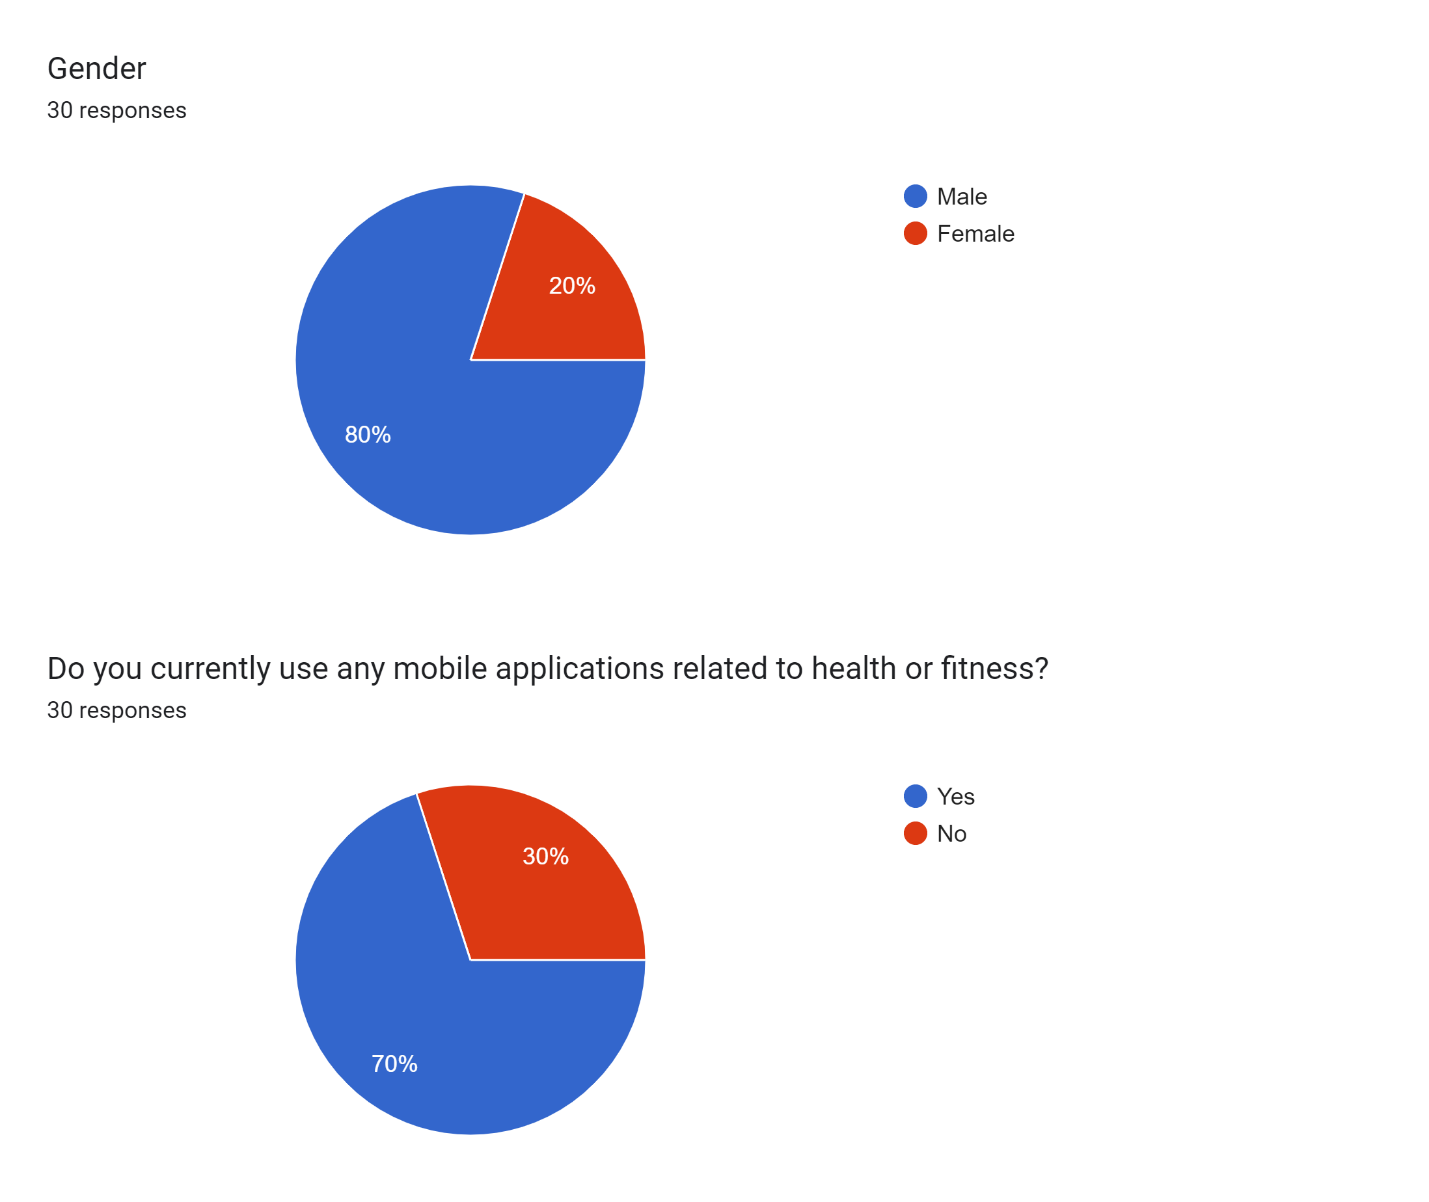 Gender
30 responses
Male
Female
20%
80%
Do you currently use any mobile applications related to health or fitness?
30 responses
Yes
No
30%
70%